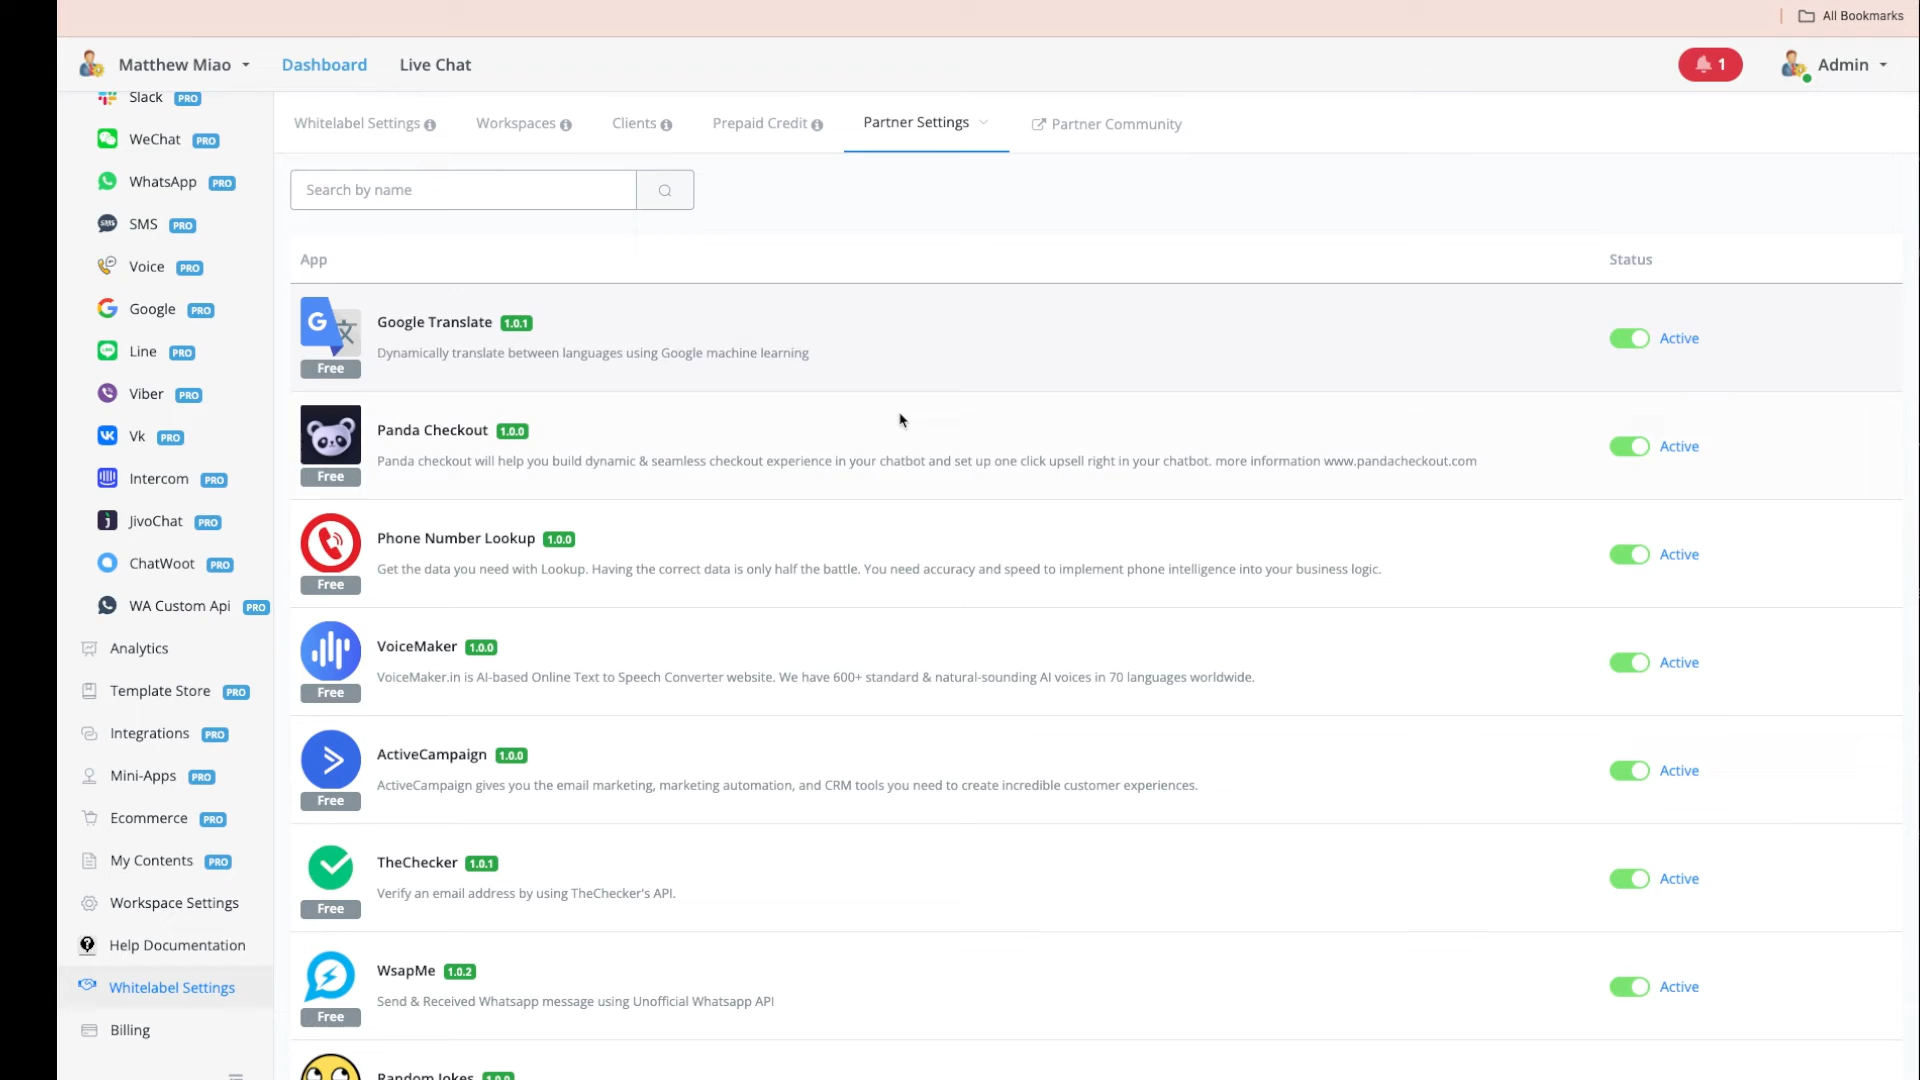 All Bookmarks
Matthew Miao
Dashboard
Live Chat
1
Admin
Slack PRO
WeChat PRO
WhatsApp PRO
SMS PRO
Voice PRO
Google PRO
Line PRO
Viber PRO
Vk PRO
Intercom PRO
JivoChat PRO
ChatWoot PRO
WA Custom Api PRO
Analytics
Template Store PRO
Integrations PRO
Mini-Apps PRO
Ecommerce PRO
My Contents PRO
Workspace Settings
Help Documentation
Whitelabel Settings
Billing
Whitelabel Settings
Workspaces
Clients
Prepaid Credit
Partner Settings
Partner Community
Search by name
App
Status
Google Translate 1.0.1
Dynamically translate between languages using Google machine learning
Free
Active
Panda Checkout 1.0.0
Panda checkout will help you build dynamic & seamless checkout experience in your chatbot and set up one click upsell right in your chatbot. more information www.pandacheckout.com
Free
Active
Phone Number Lookup 1.0.0
Get the data you need with Lookup. Having the correct data is only half the battle. You need accuracy and speed to implement phone intelligence into your business logic.
Free
Active
VoiceMaker 1.0.0
VoiceMaker.in is AI-based Online Text to Speech Converter website. We have 600+ standard & natural-sounding AI voices in 70 languages worldwide.
Free
Active
ActiveCampaign 1.0.0
ActiveCampaign gives you the email marketing, marketing automation, and CRM tools you need to create incredible customer experiences.
Free
Active
TheChecker 1.0.1
Verify an email address by using TheChecker's API.
Free
Active
WsapMe 1.0.2
Send & Received Whatsapp message using Unofficial Whatsapp API
Free
Active
Random Jokes 1.0.0